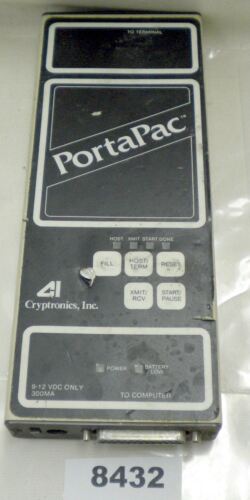 TO TERMINAL
PortaPac™
HOST XMIT START DONE
FILL HOST/TERM RESET
Cryptronics, Inc.
XMIT/RCV START/PAUSE
POWER BATTERY LOW
9-12 VDC ONLY
300MA
TO COMPUTER
8432